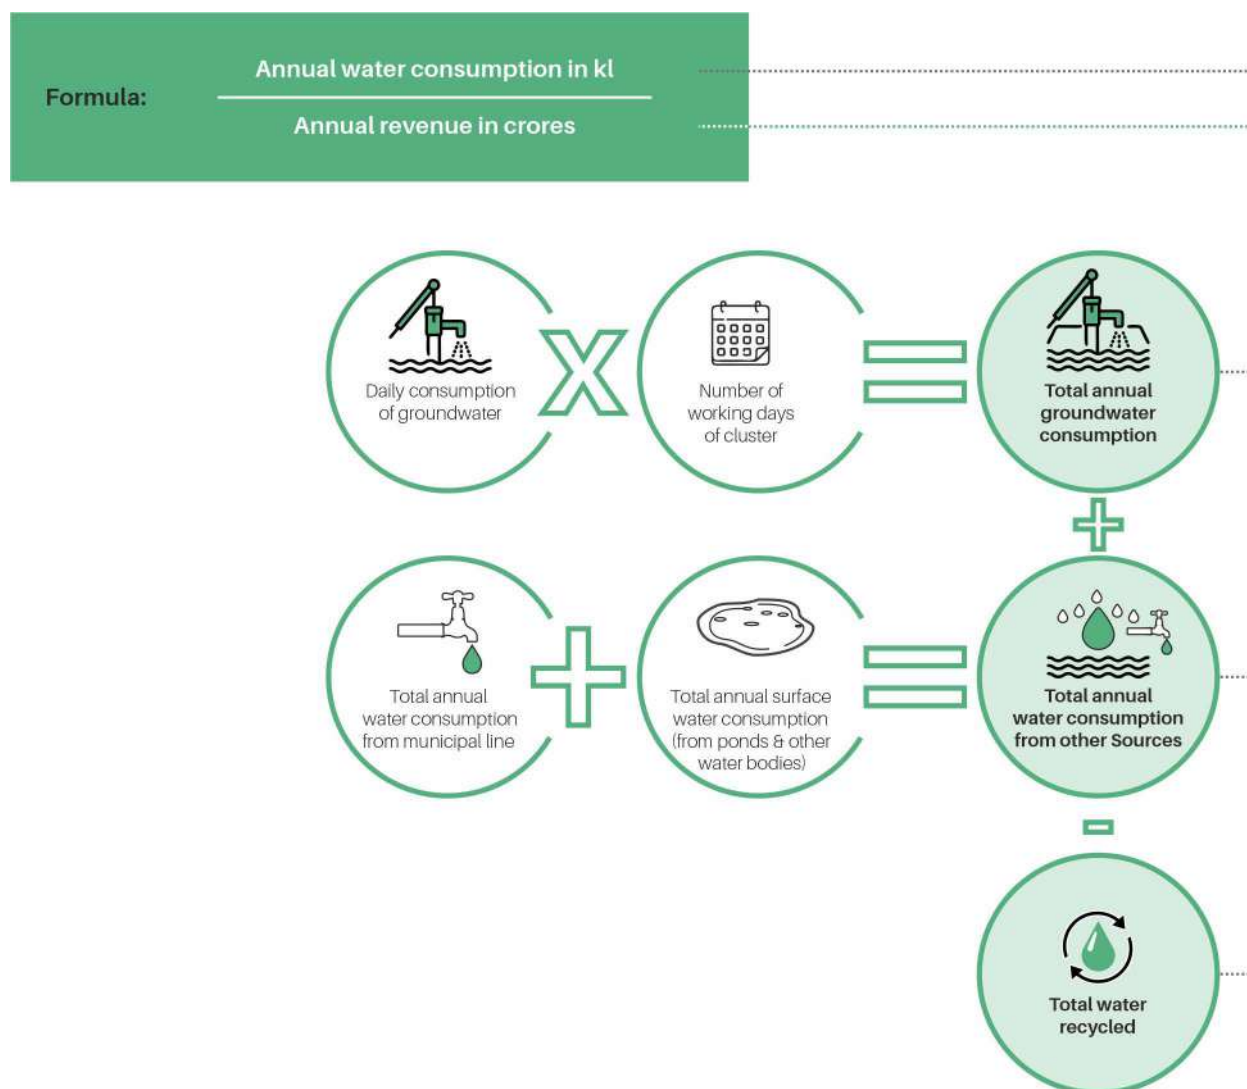 Formula:
Annual water consumption in kl
Annual revenue in crores
Daily consumption
of groundwater
Number of
working days
of cluster
Total annual
groundwater
consumption
Total annual
water consumption
from municipal line
Total annual surface
water consumption
(from ponds & other
water bodies)
Total annual
water consumption
from other Sources
Total water
recycled